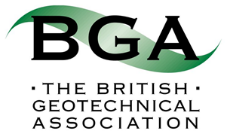 BGA
· THE BRITISH ·
GEOTECHNICAL
ASSOCIATION